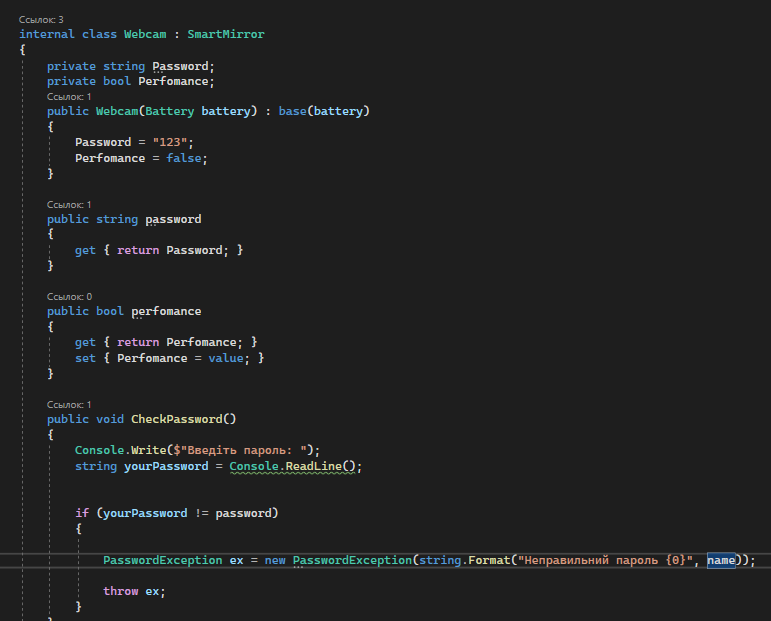 Ссылок: 3
internal class Webcam : SmartMirror
{
private string Password;
private bool Perfomance;
Ссылок: 1
public Webcam(Battery battery) : base(battery)
{
Password = "123";
Perfomance = false;
}
Ссылок: 1
public string password
{
get { return Password; }
}
Ссылок: 0
public bool perfomance
{
get { return Perfomance; }
set { Perfomance = value; }
}
Ссылок: 1
public void CheckPassword()
{
Console.Write($"Введіть пароль: ");
string yourPassword = Console.ReadLine();
if (yourPassword != password)
{
PasswordException ex = new PasswordException(string.Format("Неправильний пароль {0}", name));
throw ex;
}
}